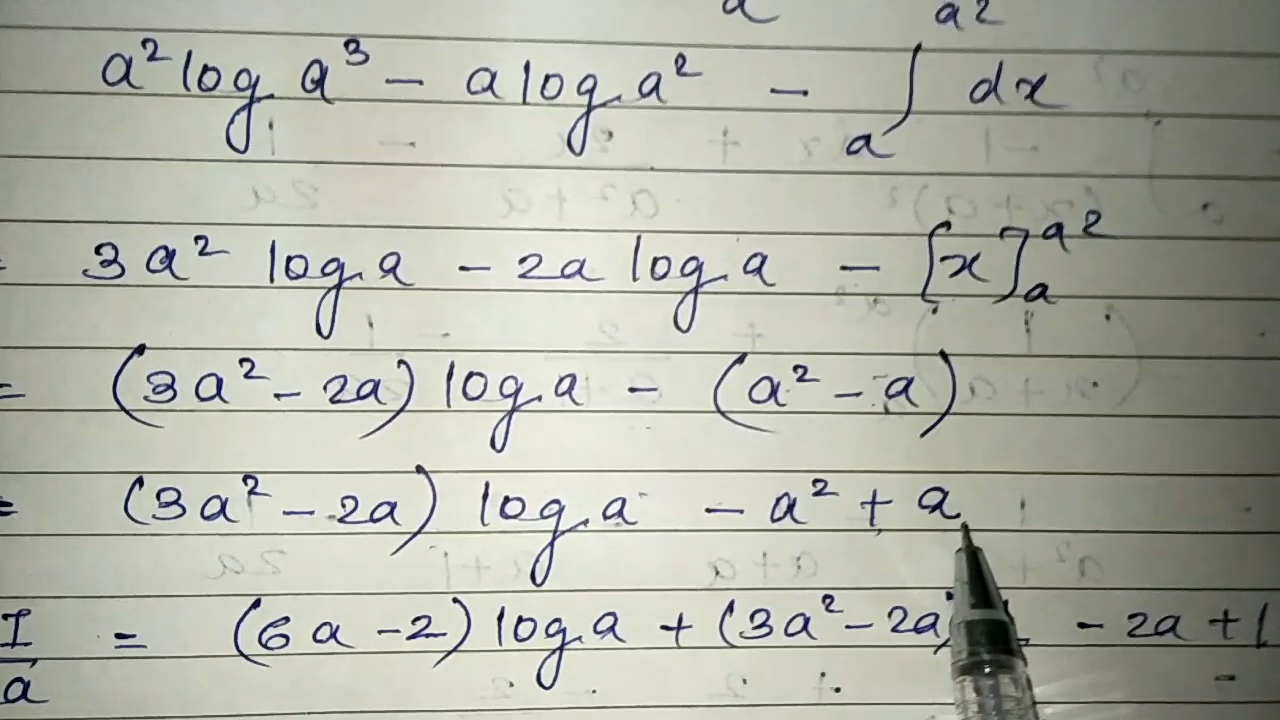 a a²
a² log a³ - a log a² - ∫ₐ dx
= 3a² log a - 2a log a - [x]ₐ^a²
= (3a² - 2a) log a - (a² - a)
= (3a² - 2a) log a - a² + a
I/a = (6a - 2) log a + (3a² - 2a) - 2a + 1